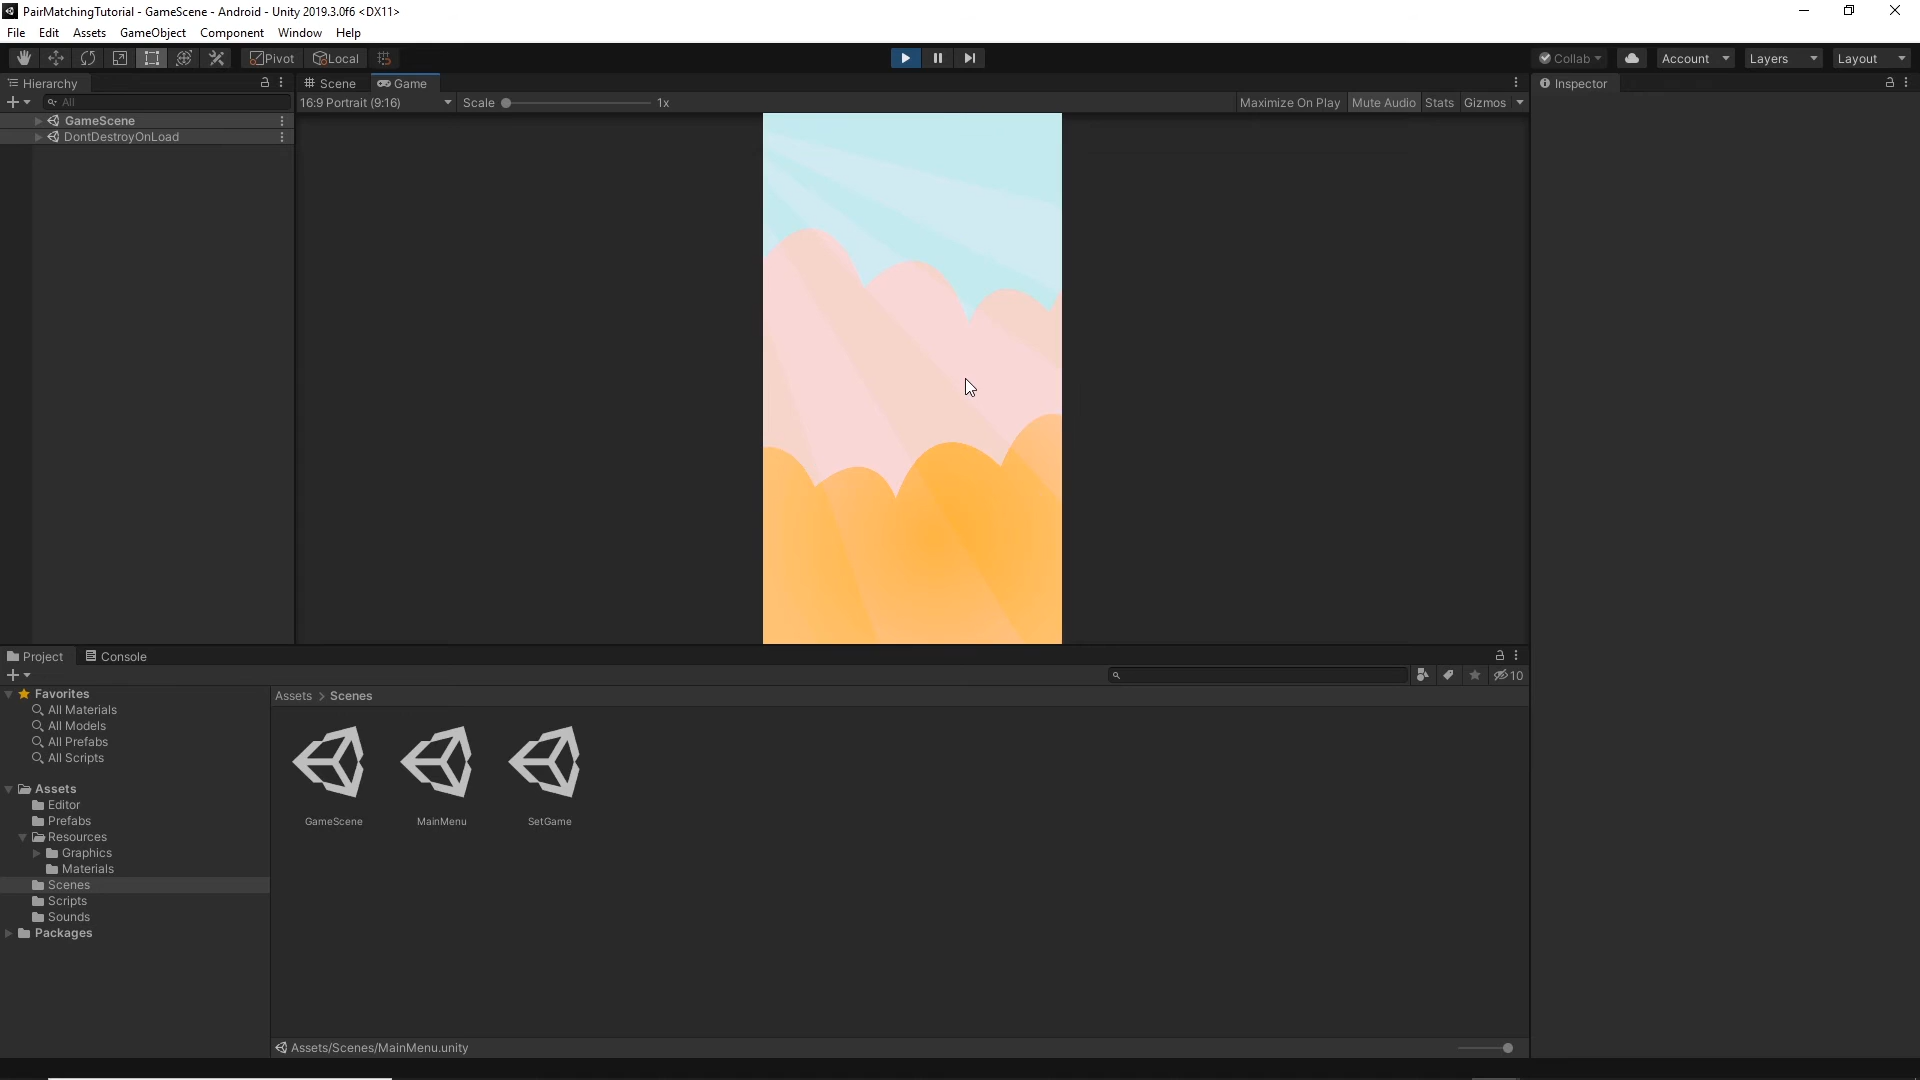 PairMatchingTutorial - GameScene - Android - Unity 2019.3.0f6 <DX11>
File Edit Assets GameObject Component Window Help
Pivot Local Collab Account Layers Layout
Hierarchy Scene Game Inspector
All 16:9 Portrait (9:16) Scale 1x Maximize On Play Mute Audio Stats Gizmos
GameScene
DontDestroyOnLoad
Project Console
10
Favorites Assets > Scenes
All Materials
All Models
All Prefabs
All Scripts
Assets
Editor
Prefabs
Resources
Graphics
Materials
Scenes
Scripts
Sounds
Packages
GameScene MainMenu SetGame
Assets/Scenes/MainMenu.unity